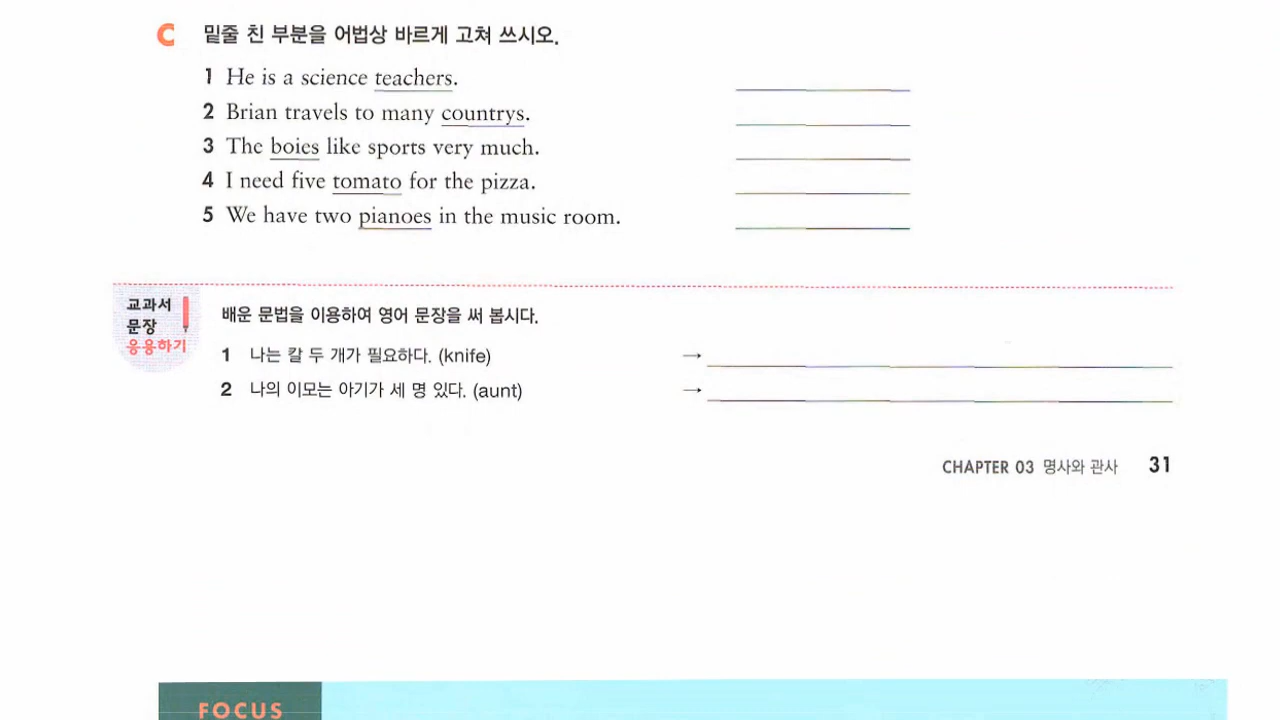 C 밑줄 친 부분을 어법상 바르게 고쳐 쓰시오.
1 He is a science teachers.
2 Brian travels to many countrys.
3 The boies like sports very much.
4 I need five tomato for the pizza.
5 We have two pianoes in the music room.
교과서
문장
응용하기
배운 문법을 이용하여 영어 문장을 써 봅시다.
1 나는 칼 두 개가 필요하다. (knife) →
2 나의 이모는 아기가 세 명 있다. (aunt) →
CHAPTER 03 명사와 관사 31
FOCUS